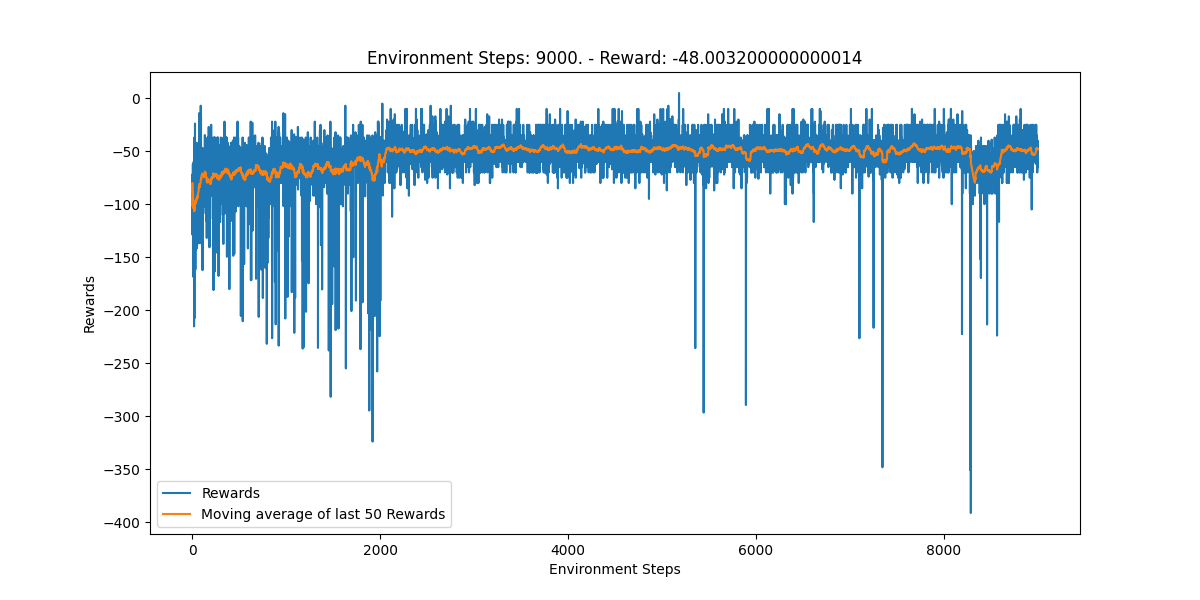 Environment Steps: 9000. - Reward: -48.003200000000014
0
−50
−100
−150
−200
−250
−300
−350
−400
Rewards
Rewards
Moving average of last 50 Rewards
0 2000 4000 6000 8000
Environment Steps